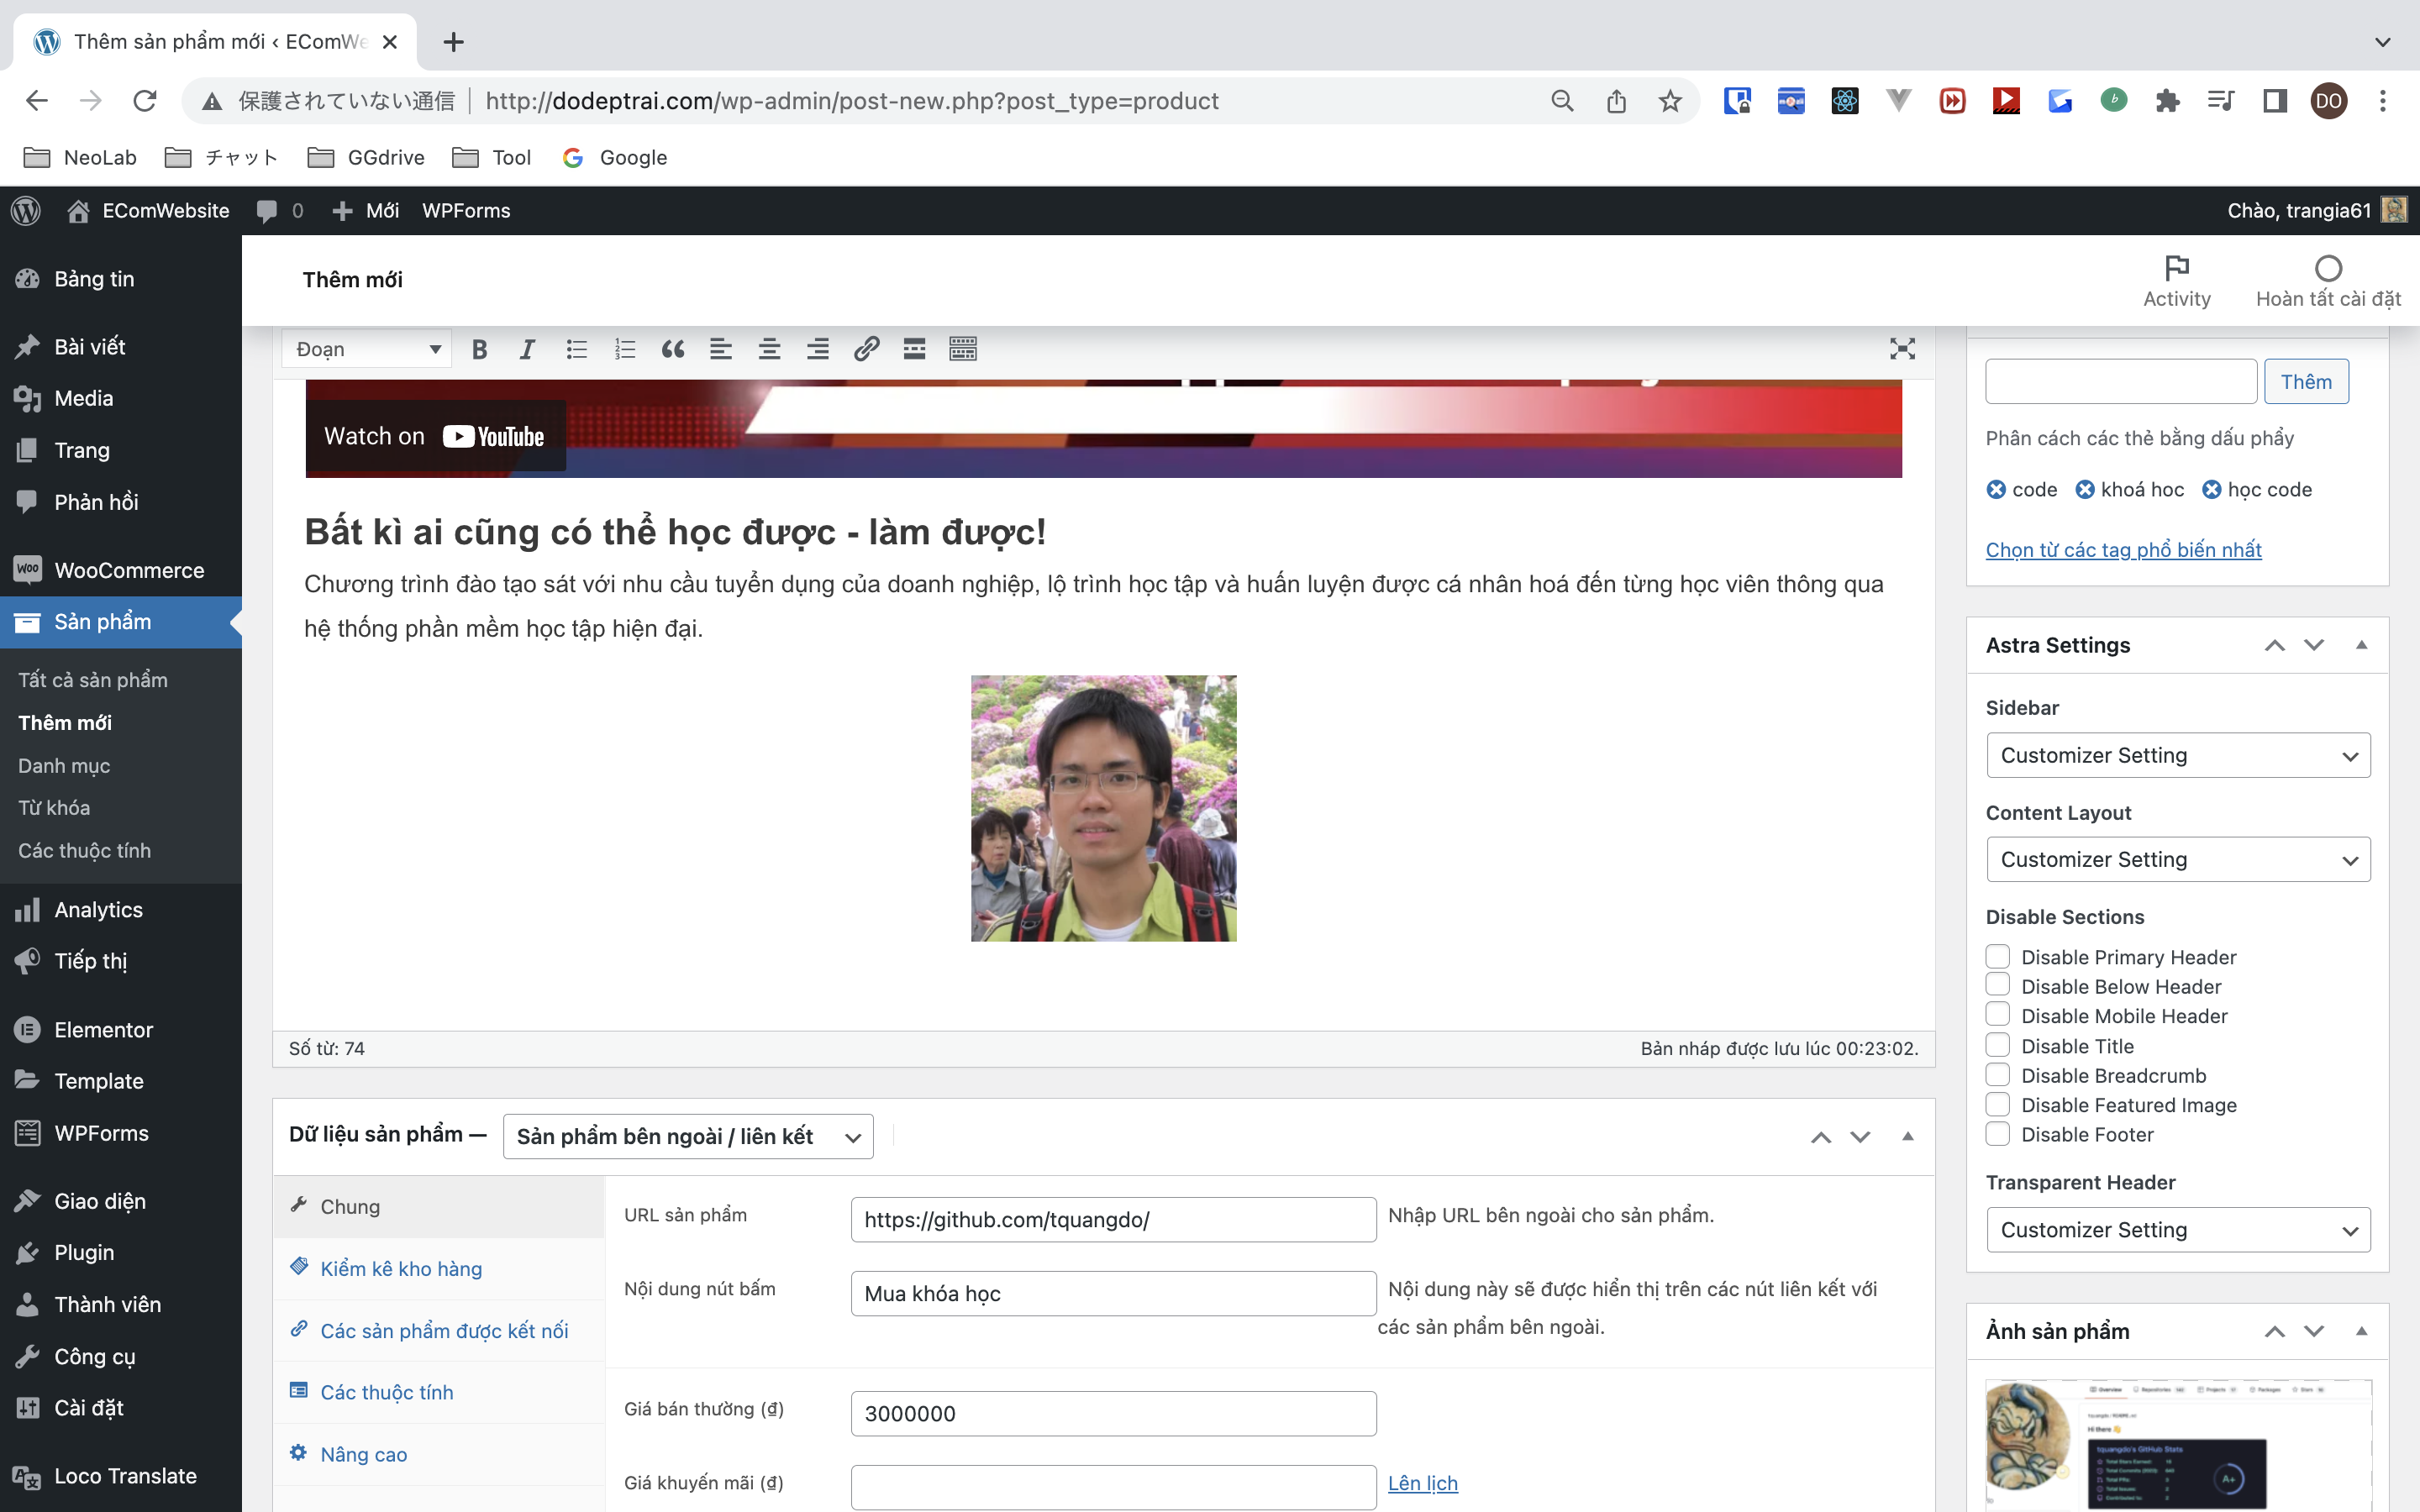 Thêm sản phẩm mới ‹ EComWe
保護されていない通信
http://dodeptrai.com/wp-admin/post-new.php?post_type=product
DO
NeoLab
チャット
GGdrive
Tool
Google
EComWebsite
0
Mới
WPForms
Chào, trangia61
Bảng tin
Bài viết
Media
Trang
Phản hồi
WooCommerce
Sản phẩm
Tất cả sản phẩm
Thêm mới
Danh mục
Từ khóa
Các thuộc tính
Analytics
Tiếp thị
Elementor
Template
WPForms
Giao diện
Plugin
Thành viên
Công cụ
Cài đặt
Loco Translate
Thêm mới
Activity
Hoàn tất cài đặt
Đoạn
Watch on YouTube
Bất kì ai cũng có thể học được - làm được!
Chương trình đào tạo sát với nhu cầu tuyển dụng của doanh nghiệp, lộ trình học tập và huấn luyện được cá nhân hoá đến từng học viên thông qua
hệ thống phần mềm học tập hiện đại.
Số từ: 74
Bản nháp được lưu lúc 00:23:02.
Dữ liệu sản phẩm —
Sản phẩm bên ngoài / liên kết
Chung
Kiểm kê kho hàng
Các sản phẩm được kết nối
Các thuộc tính
Nâng cao
URL sản phẩm
https://github.com/tquangdo/
Nhập URL bên ngoài cho sản phẩm.
Nội dung nút bấm
Mua khóa học
Nội dung này sẽ được hiển thị trên các nút liên kết với
các sản phẩm bên ngoài.
Giá bán thường (₫)
3000000
Giá khuyến mãi (₫)
Lên lịch
Thêm
Phân cách các thẻ bằng dấu phẩy
code
khoá hoc
học code
Chọn từ các tag phổ biến nhất
Astra Settings
Sidebar
Customizer Setting
Content Layout
Customizer Setting
Disable Sections
Disable Primary Header
Disable Below Header
Disable Mobile Header
Disable Title
Disable Breadcrumb
Disable Featured Image
Disable Footer
Transparent Header
Customizer Setting
Ảnh sản phẩm
Overview
Repositories
Projects
Packages
Stars
Hi there
tquangdo's GitHub Stats
A+